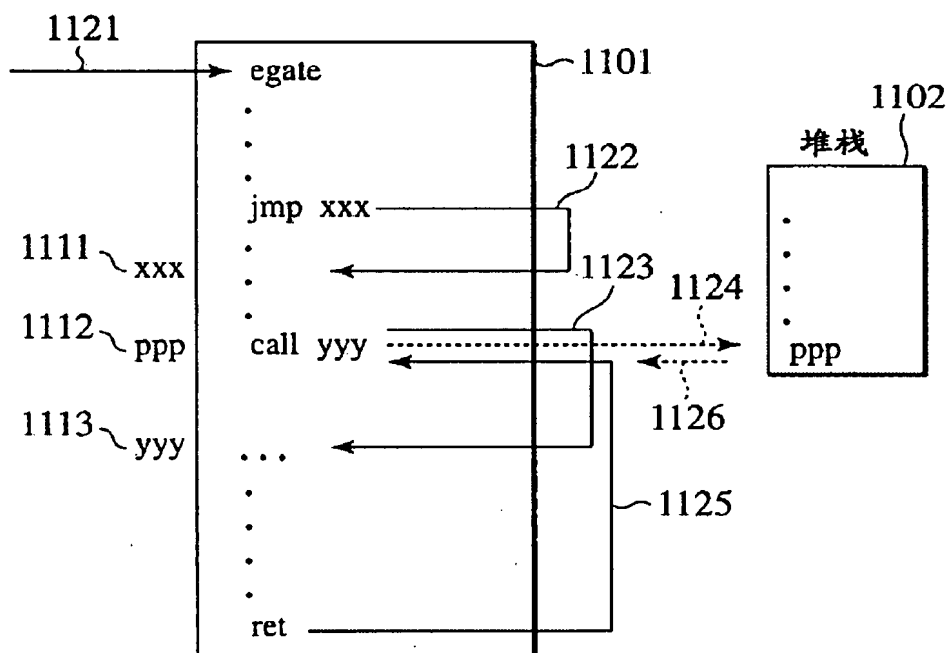 1121
egate
1101
1102
堆栈
1122
jmp xxx
1111
xxx
1123
1124
1112
ppp
call yyy
ppp
1126
1113
yyy
1125
ret